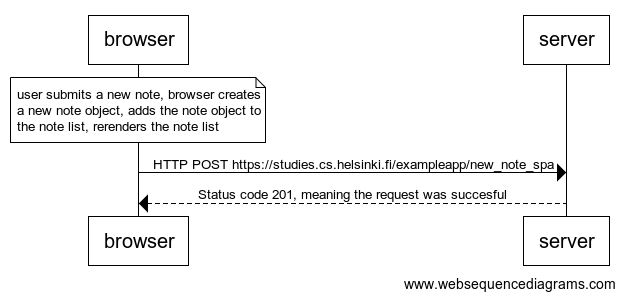 browser
server
user submits a new note, browser creates
a new note object, adds the note object to
the note list, rerenders the note list
HTTP POST https://studies.cs.helsinki.fi/exampleapp/new_note_spa
Status code 201, meaning the request was succesful
browser
server
www.websequencediagrams.com